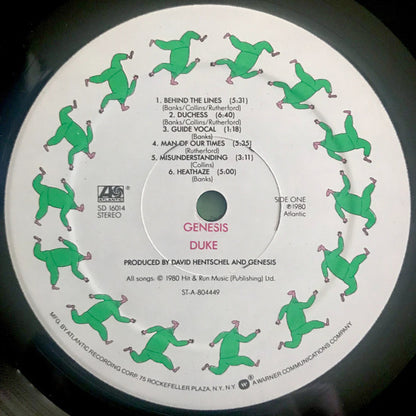 1. BEHIND THE LINES (5:31)
(Banks/Collins/Rutherford)
2. DUCHESS (6:40)
(Banks/Collins/Rutherford)
3. GUIDE VOCAL (1:18)
(Banks)
4. MAN OF OUR TIMES (5:35)
(Rutherford)
5. MISUNDERSTANDING (3:11)
(Collins)
6. HEATHAZE (5:00)
(Banks)
ATLANTIC
SD 16014
STEREO
SIDE ONE
℗1980
Atlantic
GENESIS
DUKE
PRODUCED BY DAVID HENTSCHEL AND GENESIS
All songs: © 1980 Hit & Run Music (Publishing) Ltd.
ST-A-804449
MFG. BY ATLANTIC RECORDING CORP. 75 ROCKEFELLER PLAZA, N.Y. N.Y. A WARNER COMMUNICATIONS COMPANY